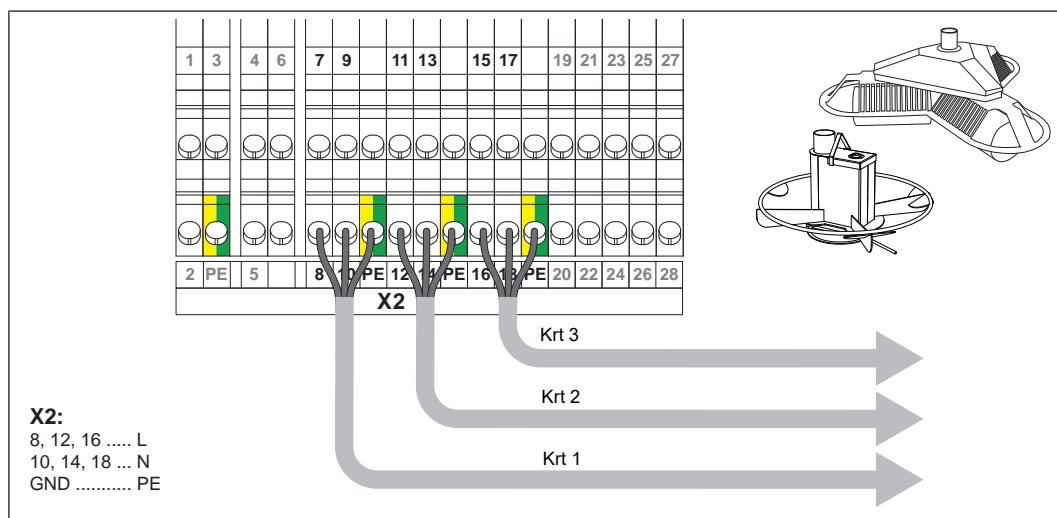 1 3 4 6 7 9 11 13 15 17 19 21 23 25 27
2 PE 5 8 10 PE 12 14 PE 16 18 PE 20 22 24 26 28
X2
Krt 3
Krt 2
Krt 1
X2:
8, 12, 16 ..... L
10, 14, 18 ... N
GND ........... PE